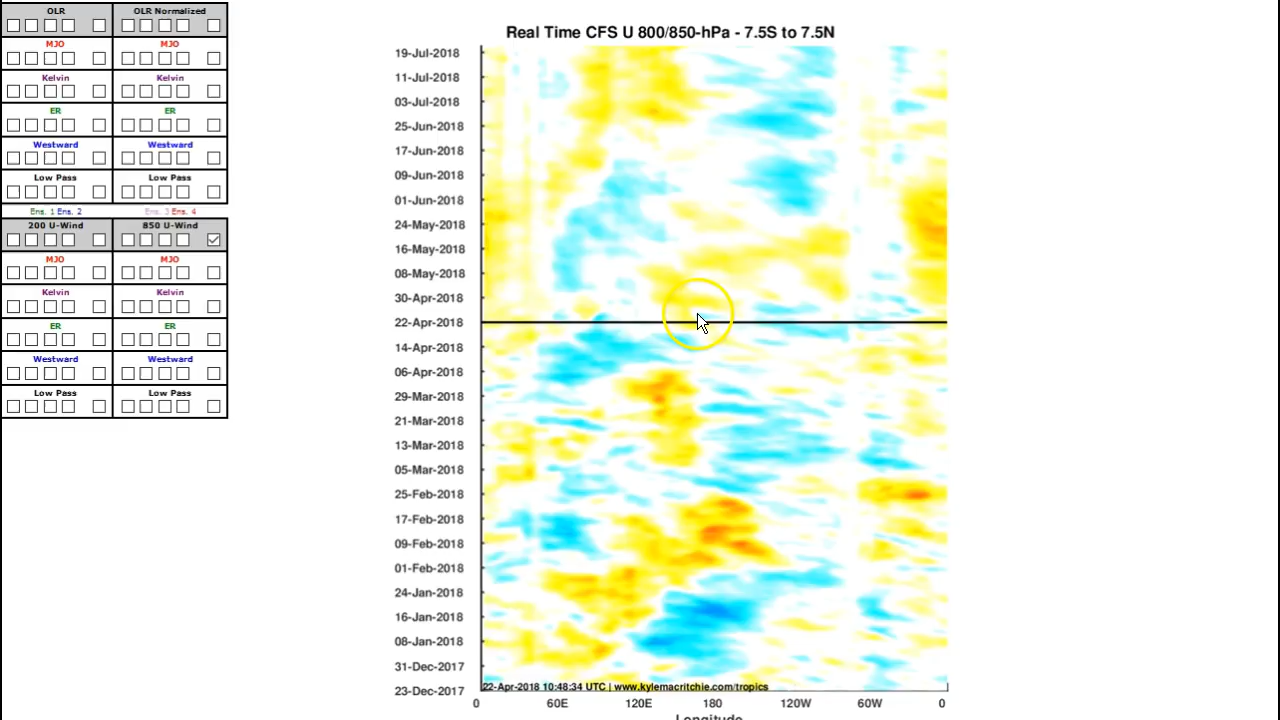 OLR OLR Normalized
MJO MJO
Kelvin Kelvin
ER ER
Westward Westward
Low Pass Low Pass
Ens. 1 Ens. 2 Ens. 3 Ens. 4
200 U-Wind 850 U-Wind
MJO MJO
Kelvin Kelvin
ER ER
Westward Westward
Low Pass Low Pass
Real Time CFS U 800/850-hPa - 7.5S to 7.5N
19-Jul-2018
11-Jul-2018
03-Jul-2018
25-Jun-2018
17-Jun-2018
09-Jun-2018
01-Jun-2018
24-May-2018
16-May-2018
08-May-2018
30-Apr-2018
22-Apr-2018
14-Apr-2018
06-Apr-2018
29-Mar-2018
21-Mar-2018
13-Mar-2018
05-Mar-2018
25-Feb-2018
17-Feb-2018
09-Feb-2018
01-Feb-2018
24-Jan-2018
16-Jan-2018
08-Jan-2018
31-Dec-2017
23-Dec-2017
22-Apr-2018 10:48:34 UTC | www.kylemacritchie.com/tropics
0 60E 120E 180 120W 60W 0
Longitude